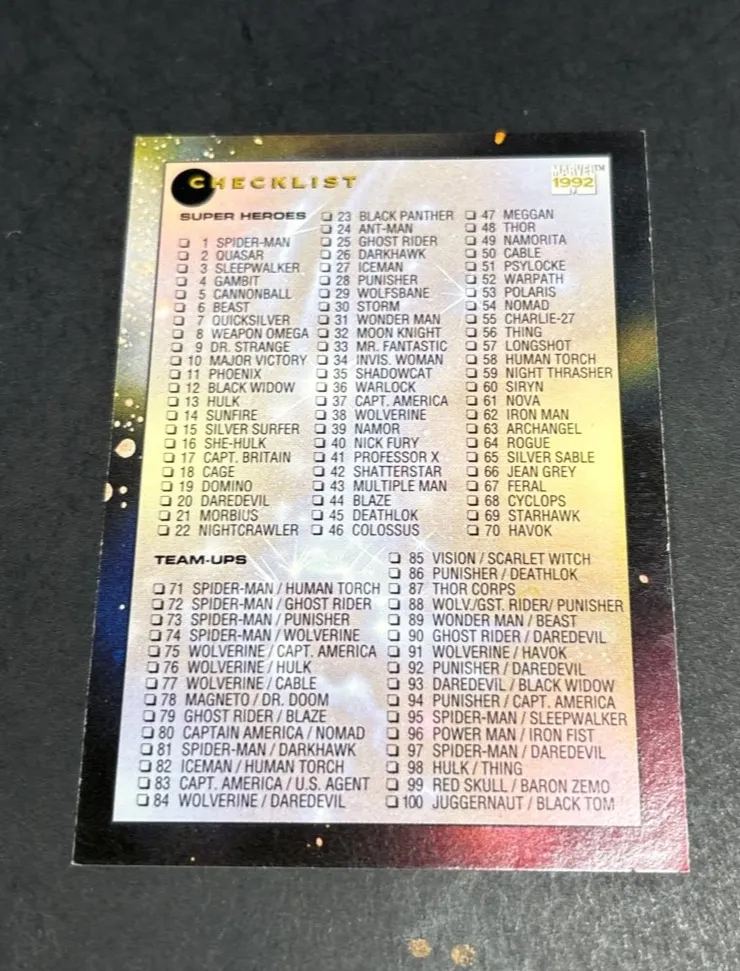 CHECKLIST
MARVEL™
1992
SUPER HEROES
❏ 1 SPIDER-MAN
❏ 2 QUASAR
❏ 3 SLEEPWALKER
❏ 4 GAMBIT
❏ 5 CANNONBALL
❏ 6 BEAST
❏ 7 QUICKSILVER
❏ 8 WEAPON OMEGA
❏ 9 DR. STRANGE
❏ 10 MAJOR VICTORY
❏ 11 PHOENIX
❏ 12 BLACK WIDOW
❏ 13 HULK
❏ 14 SUNFIRE
❏ 15 SILVER SURFER
❏ 16 SHE-HULK
❏ 17 CAPT. BRITAIN
❏ 18 CAGE
❏ 19 DOMINO
❏ 20 DAREDEVIL
❏ 21 MORBIUS
❏ 22 NIGHTCRAWLER
❏ 23 BLACK PANTHER
❏ 24 ANT-MAN
❏ 25 GHOST RIDER
❏ 26 DARKHAWK
❏ 27 ICEMAN
❏ 28 PUNISHER
❏ 29 WOLFSBANE
❏ 30 STORM
❏ 31 WONDER MAN
❏ 32 MOON KNIGHT
❏ 33 MR. FANTASTIC
❏ 34 INVIS. WOMAN
❏ 35 SHADOWCAT
❏ 36 WARLOCK
❏ 37 CAPT. AMERICA
❏ 38 WOLVERINE
❏ 39 NAMOR
❏ 40 NICK FURY
❏ 41 PROFESSOR X
❏ 42 SHATTERSTAR
❏ 43 MULTIPLE MAN
❏ 44 BLAZE
❏ 45 DEATHLOK
❏ 46 COLOSSUS
❏ 47 MEGGAN
❏ 48 THOR
❏ 49 NAMORITA
❏ 50 CABLE
❏ 51 PSYLOCKE
❏ 52 WARPATH
❏ 53 POLARIS
❏ 54 NOMAD
❏ 55 CHARLIE-27
❏ 56 THING
❏ 57 LONGSHOT
❏ 58 HUMAN TORCH
❏ 59 NIGHT THRASHER
❏ 60 SIRYN
❏ 61 NOVA
❏ 62 IRON MAN
❏ 63 ARCHANGEL
❏ 64 ROGUE
❏ 65 SILVER SABLE
❏ 66 JEAN GREY
❏ 67 FERAL
❏ 68 CYCLOPS
❏ 69 STARHAWK
❏ 70 HAVOK
TEAM-UPS
❏ 71 SPIDER-MAN / HUMAN TORCH
❏ 72 SPIDER-MAN / GHOST RIDER
❏ 73 SPIDER-MAN / PUNISHER
❏ 74 SPIDER-MAN / WOLVERINE
❏ 75 WOLVERINE / CAPT. AMERICA
❏ 76 WOLVERINE / HULK
❏ 77 WOLVERINE / CABLE
❏ 78 MAGNETO / DR. DOOM
❏ 79 GHOST RIDER / BLAZE
❏ 80 CAPTAIN AMERICA / NOMAD
❏ 81 SPIDER-MAN / DARKHAWK
❏ 82 ICEMAN / HUMAN TORCH
❏ 83 CAPT. AMERICA / U.S. AGENT
❏ 84 WOLVERINE / DAREDEVIL
❏ 85 VISION / SCARLET WITCH
❏ 86 PUNISHER / DEATHLOK
❏ 87 THOR CORPS
❏ 88 WOLV./GST. RIDER/ PUNISHER
❏ 89 WONDER MAN / BEAST
❏ 90 GHOST RIDER / DAREDEVIL
❏ 91 WOLVERINE / HAVOK
❏ 92 PUNISHER / DAREDEVIL
❏ 93 DAREDEVIL / BLACK WIDOW
❏ 94 PUNISHER / CAPT. AMERICA
❏ 95 SPIDER-MAN / SLEEPWALKER
❏ 96 POWER MAN / IRON FIST
❏ 97 SPIDER-MAN / DAREDEVIL
❏ 98 HULK / THING
❏ 99 RED SKULL / BARON ZEMO
❏ 100 JUGGERNAUT / BLACK TOM